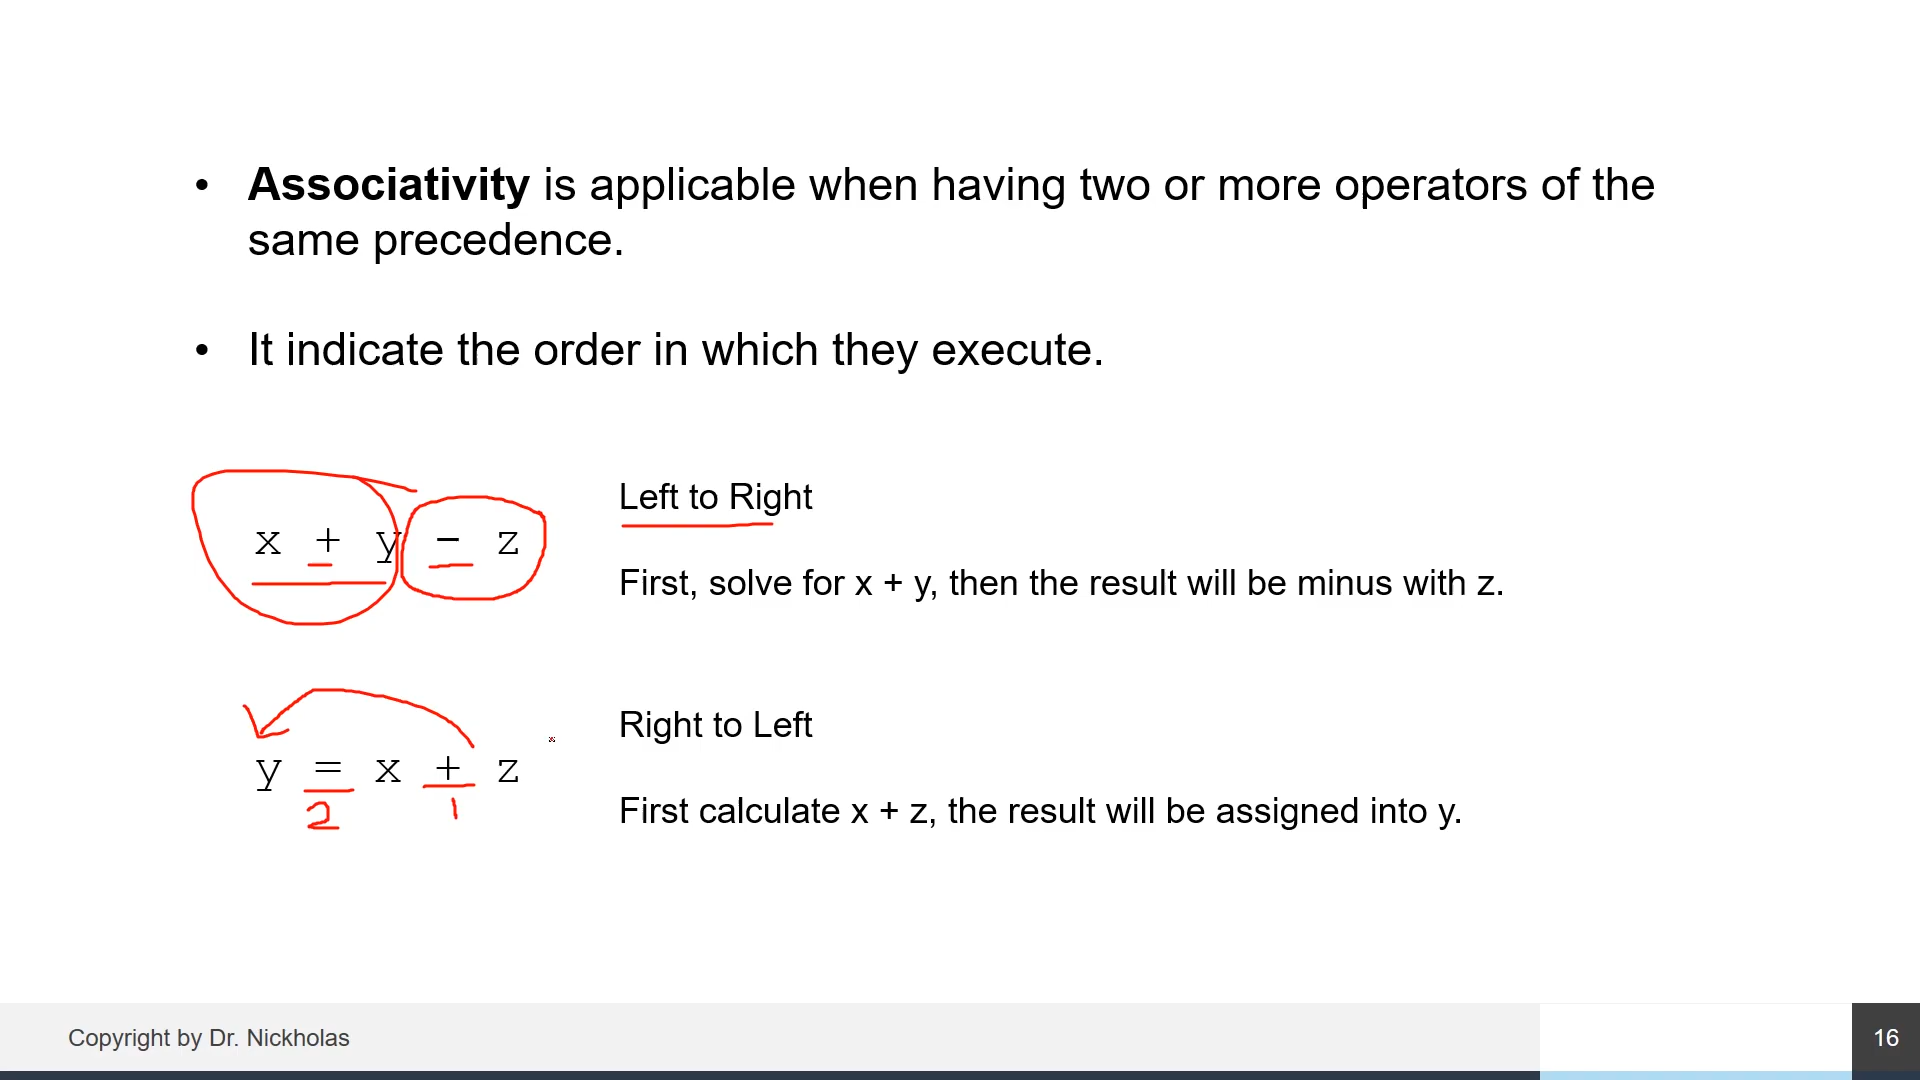 • Associativity is applicable when having two or more operators of the
same precedence.
• It indicate the order in which they execute.
Left to Right
x + y - z
First, solve for x + y, then the result will be minus with z.
Right to Left
y = x + z
2 1
First calculate x + z, the result will be assigned into y.
Copyright by Dr. Nickholas
16